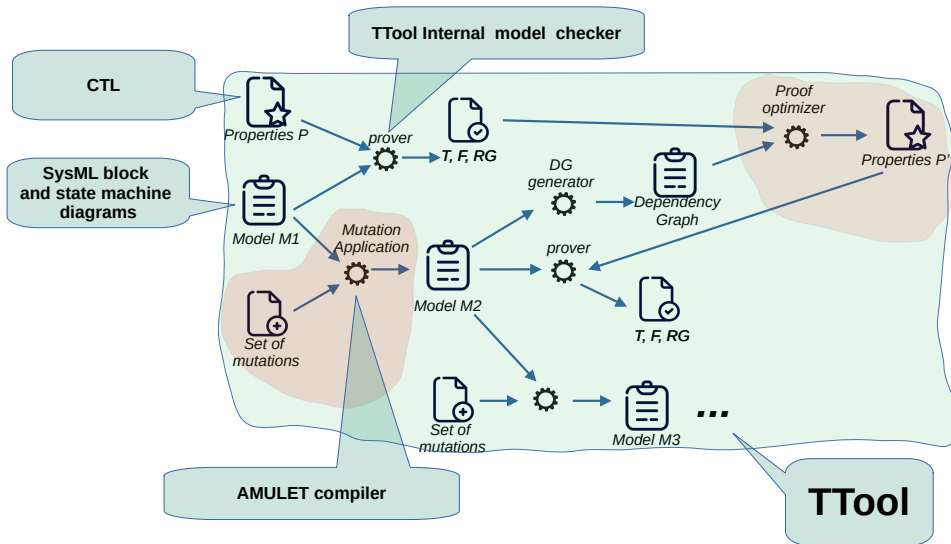 TTool Internal model checker
CTL
Properties P
prover
T, F, RG
Proof
optimizer
Properties P'
SysML block
and state machine
diagrams
Model M1
DG
generator
Dependency
Graph
Mutation
Application
Model M2
prover
T, F, RG
Set of
mutations
Set of
mutations
Model M3
...
AMULET compiler
TTool